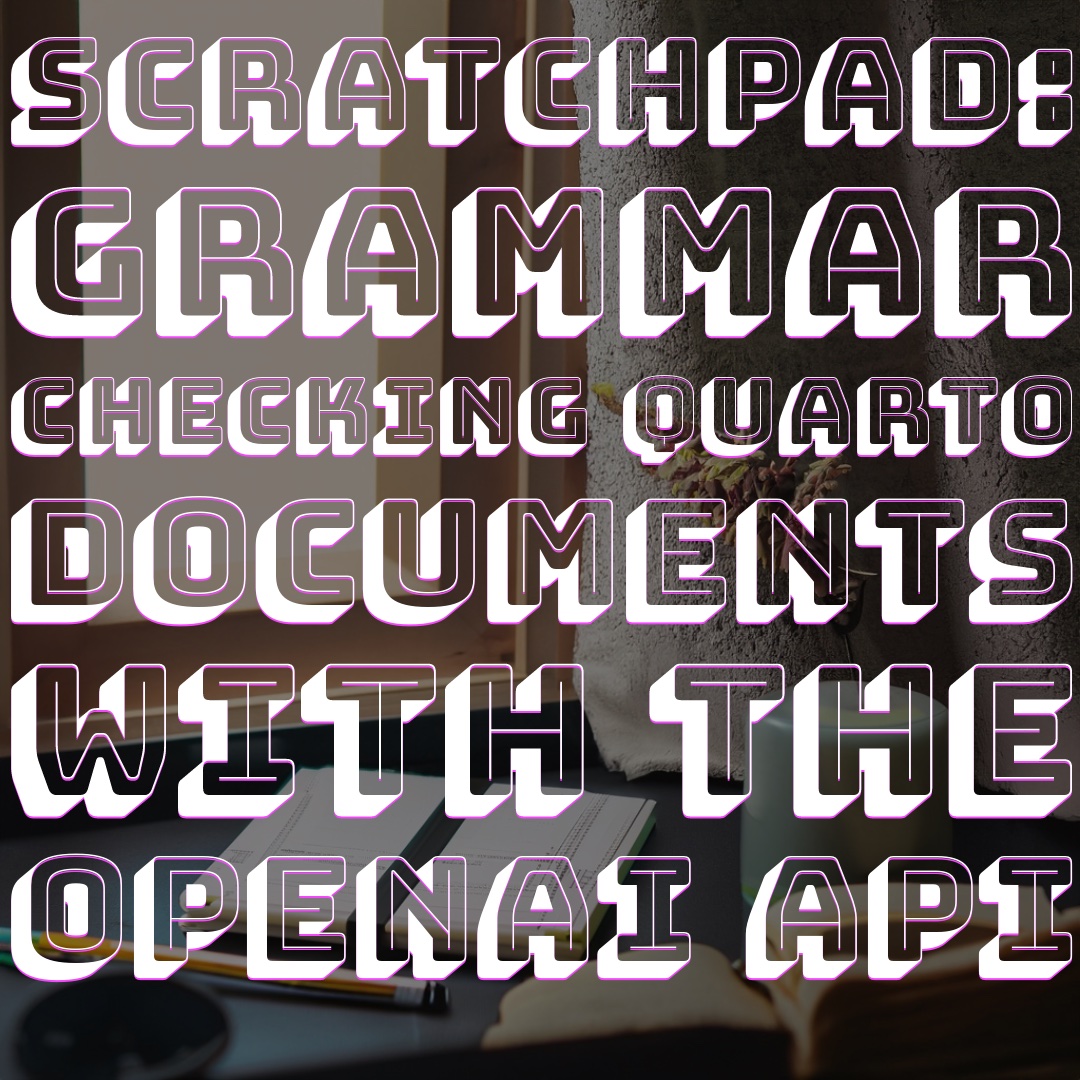 SCRATCHPAD:
GRAMMAR
CHECKING QUARTO
DOCUMENTS
WITH THE
OPENAI API